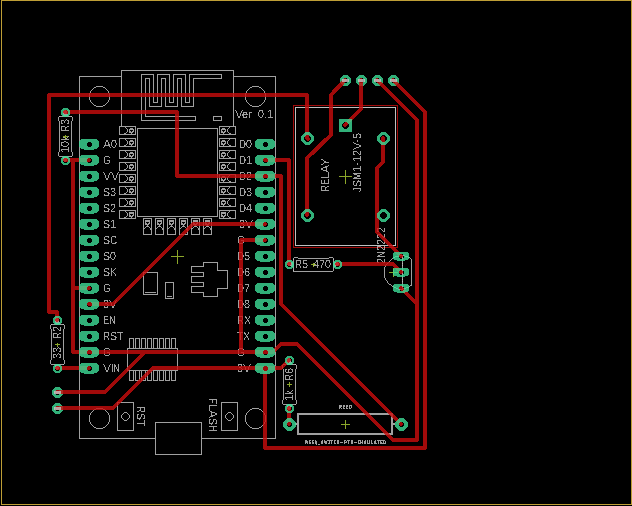 Ver 0.1
10k R3
A0
G
VV
S3
S2
S1
SC
S0
SK
G
3V
EN
RST
G
VIN
D0
D1
D2
D3
D4
3V
G
D5
D6
D7
D8
RX
TX
G
3V
RELAY
JSM1-12V-5
2N2222
R5 470
33 R2
1k R6
RST
FLASH
REED
REED_SWITCH-PTH-INSULATED